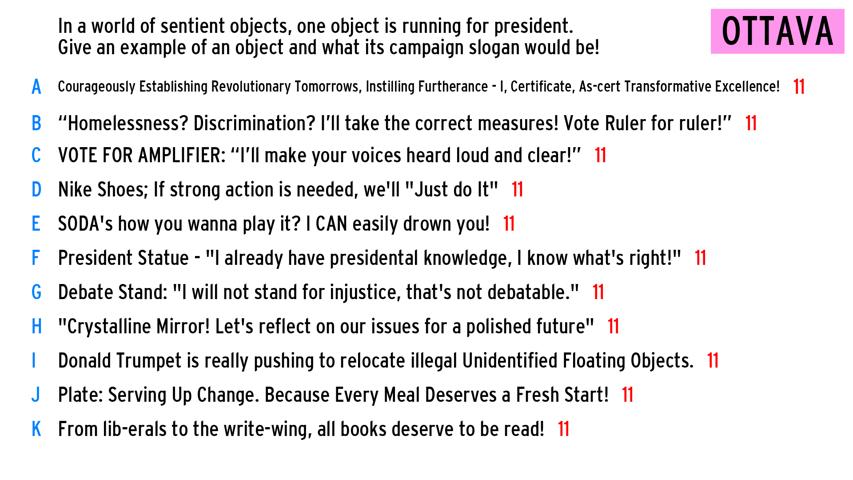 In a world of sentient objects, one object is running for president.
Give an example of an object and what its campaign slogan would be!
OTTAVA
A Courageously Establishing Revolutionary Tomorrows, Instilling Furtherance - I, Certificate, As-cert Transformative Excellence! 11
B “Homelessness? Discrimination? I’ll take the correct measures! Vote Ruler for ruler!” 11
C VOTE FOR AMPLIFIER: “I’ll make your voices heard loud and clear!” 11
D Nike Shoes; If strong action is needed, we'll "Just do It" 11
E SODA's how you wanna play it? I CAN easily drown you! 11
F President Statue - "I already have presidental knowledge, I know what's right!" 11
G Debate Stand: "I will not stand for injustice, that's not debatable." 11
H "Crystalline Mirror! Let's reflect on our issues for a polished future" 11
I Donald Trumpet is really pushing to relocate illegal Unidentified Floating Objects. 11
J Plate: Serving Up Change. Because Every Meal Deserves a Fresh Start! 11
K From lib-erals to the write-wing, all books deserve to be read! 11